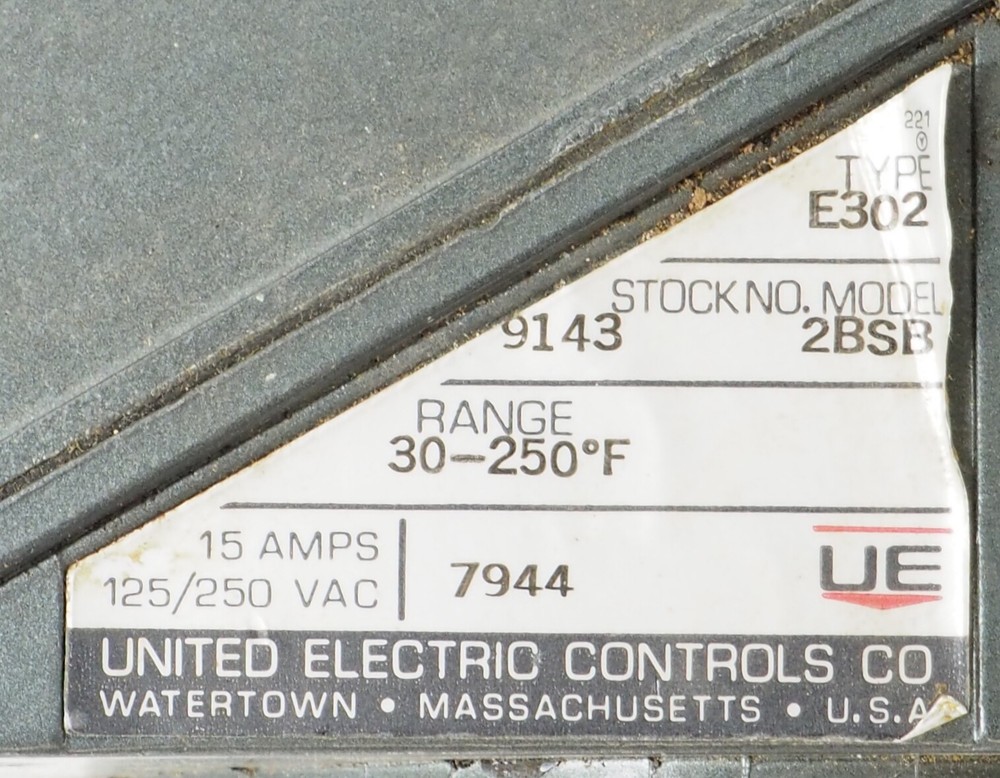 221
TYPE
E302
STOCK NO. MODEL
9143 2BSB
RANGE
30-250°F
15 AMPS
125/250 VAC
7944
UE
UNITED ELECTRIC CONTROLS CO
WATERTOWN • MASSACHUSETTS • U.S.A